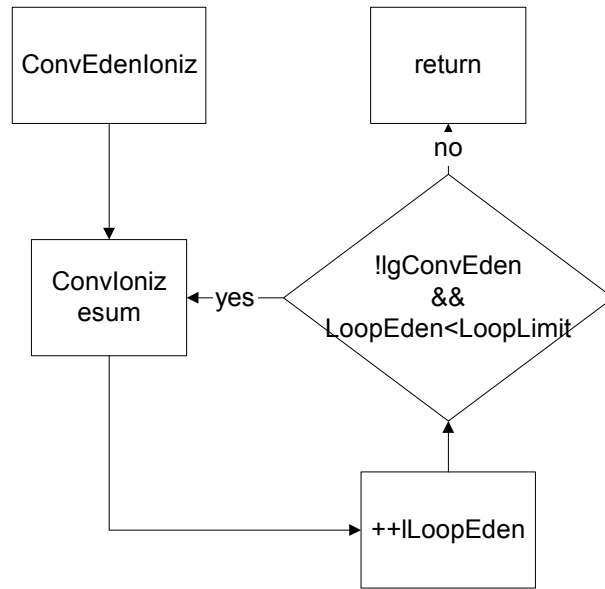 ConvEdenIoniz
return
no
ConvIoniz
esum
yes
!lgConvEden
&&
LoopEden<LoopLimit
++lLoopEden